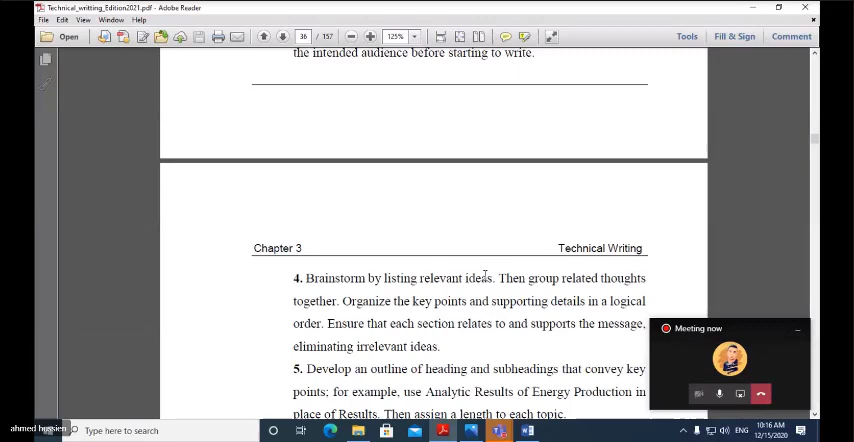 Technical_writting_Edition2021.pdf - Adobe Reader
File Edit View Window Help
Open 36 / 157 125% Tools Fill & Sign Comment
the intended audience before starting to write.
Chapter 3 Technical Writing
4. Brainstorm by listing relevant ideas. Then group related thoughts
together. Organize the key points and supporting details in a logical
order. Ensure that each section relates to and supports the message,
eliminating irrelevant ideas.
5. Develop an outline of heading and subheadings that convey key
points; for example, use Analytic Results of Energy Production in
place of Results. Then assign a length to each topic.
Meeting now
ahmed hussien
Type here to search
ENG
10:16 AM
12/15/2020